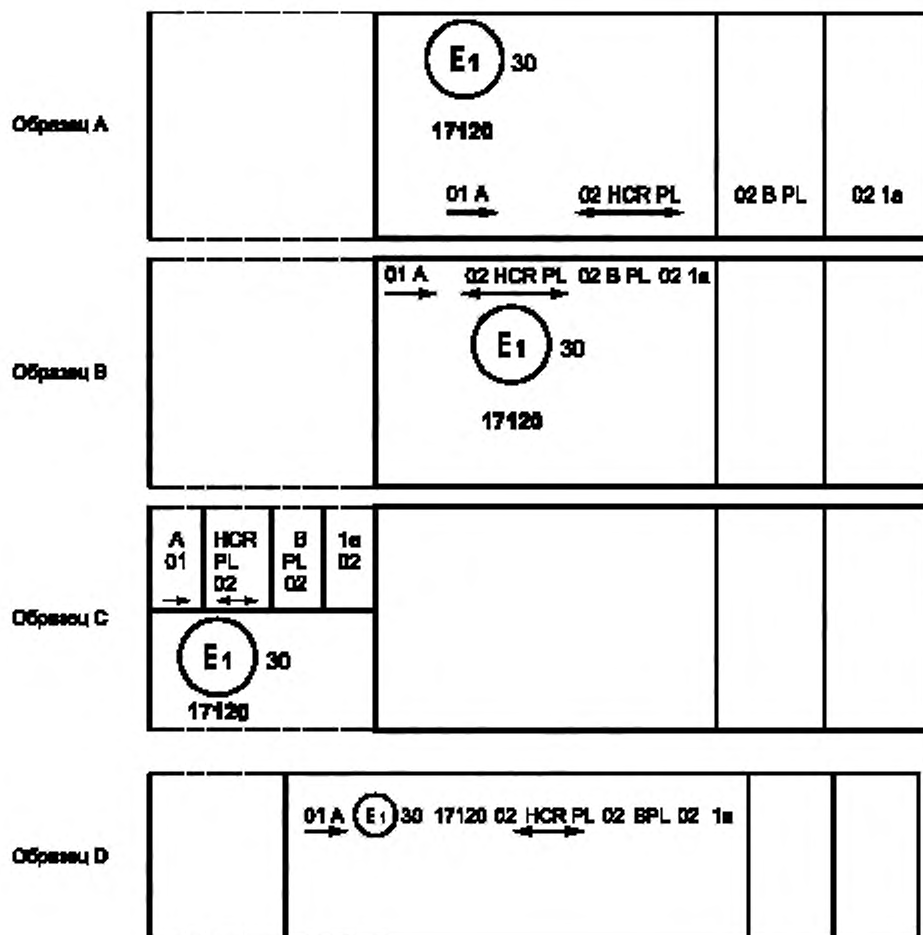 Образец A
E1 30
17120
01 A 02 HCR PL 02 B PL 02 1a
Образец B
01 A 02 HCR PL 02 B PL 02 1a
E1 30
17120
Образец C
A HCR B 1a
01 PL PL 02
02 02
E1 30
17120
Образец D
01 A E1 30 17120 02 HCR PL 02 BPL 02 1a